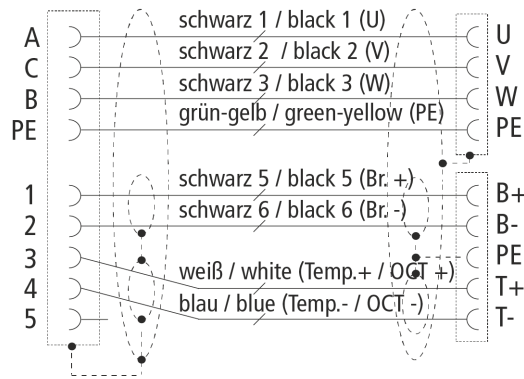 A schwarz 1 / black 1 (U) U
C schwarz 2 / black 2 (V) V
B schwarz 3 / black 3 (W) W
PE grün-gelb / green-yellow (PE) PE
1 schwarz 5 / black 5 (Br. +) B+
2 schwarz 6 / black 6 (Br. -) B-
3 PE
4 weiß / white (Temp.+ / OCT +) T+
5 blau / blue (Temp.- / OCT -) T-